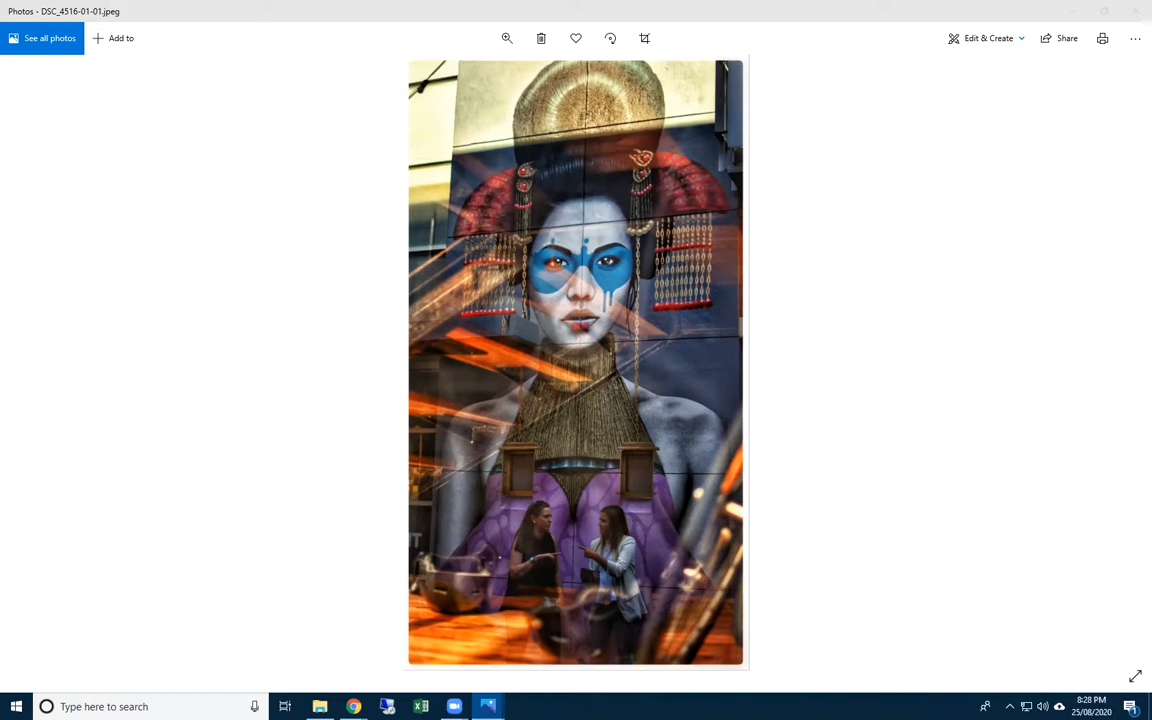 Photos - DSC_4516-01-01.jpeg
See all photos
Add to
Edit & Create
Share
Type here to search
8:28 PM
25/08/2020
1